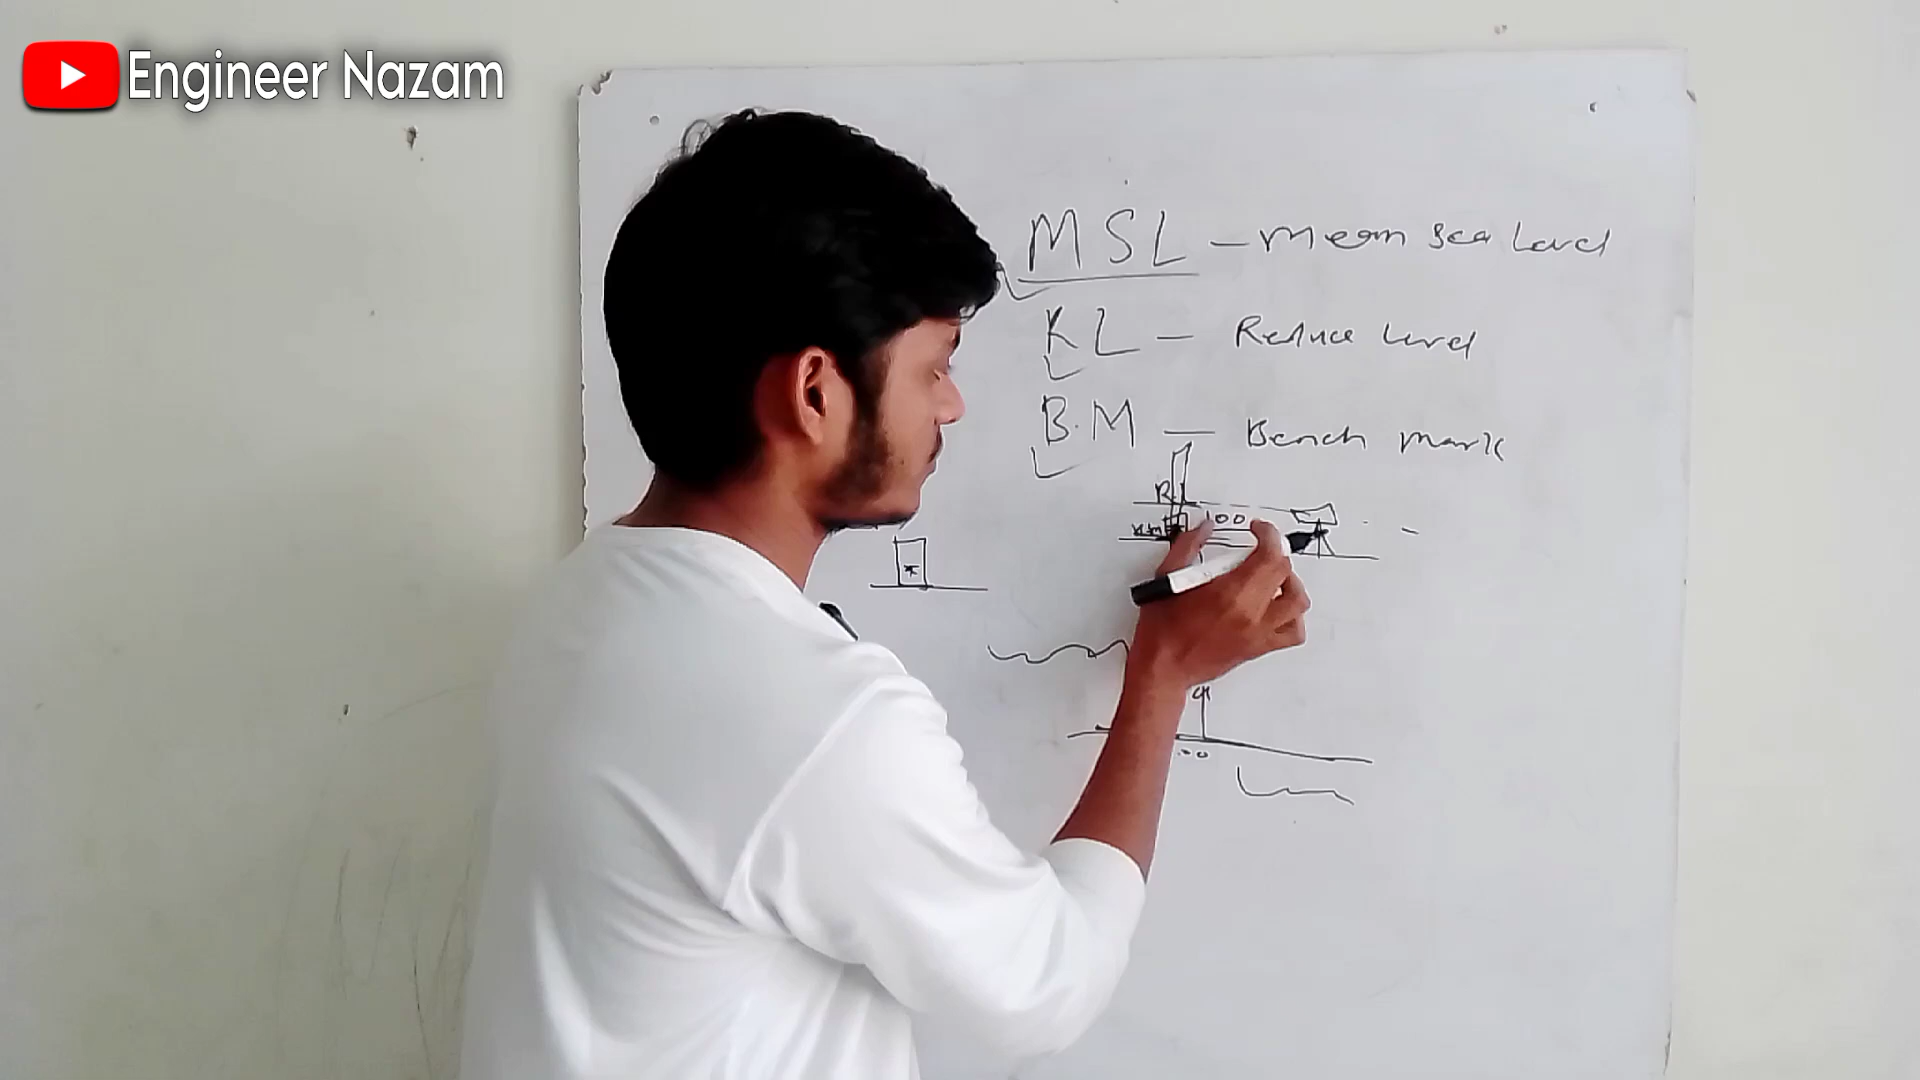 Engineer Nazam
MSL - Mean Sea Level
RL - Reduce Level
B.M - Bench Mark
R.L
100